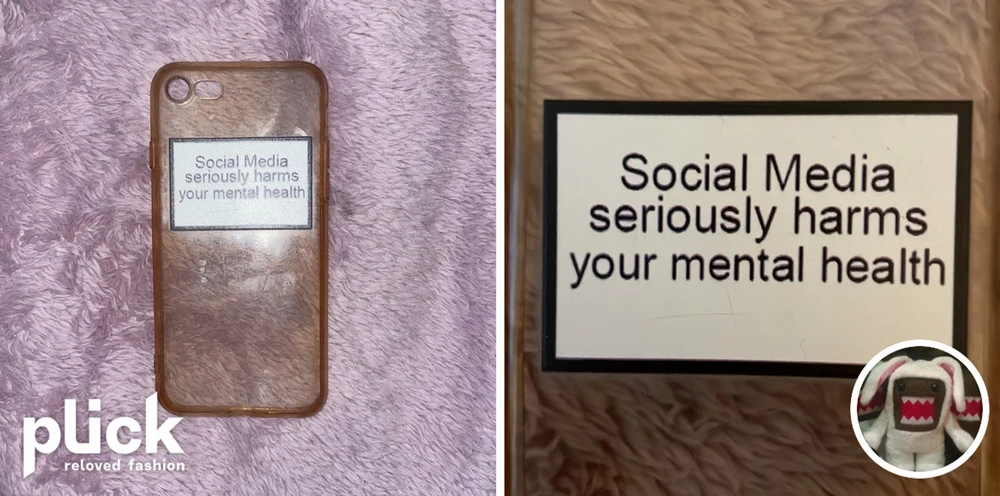 Social Media
seriously harms
your mental health
plick
reloved fashion
Social Media
seriously harms
your mental health